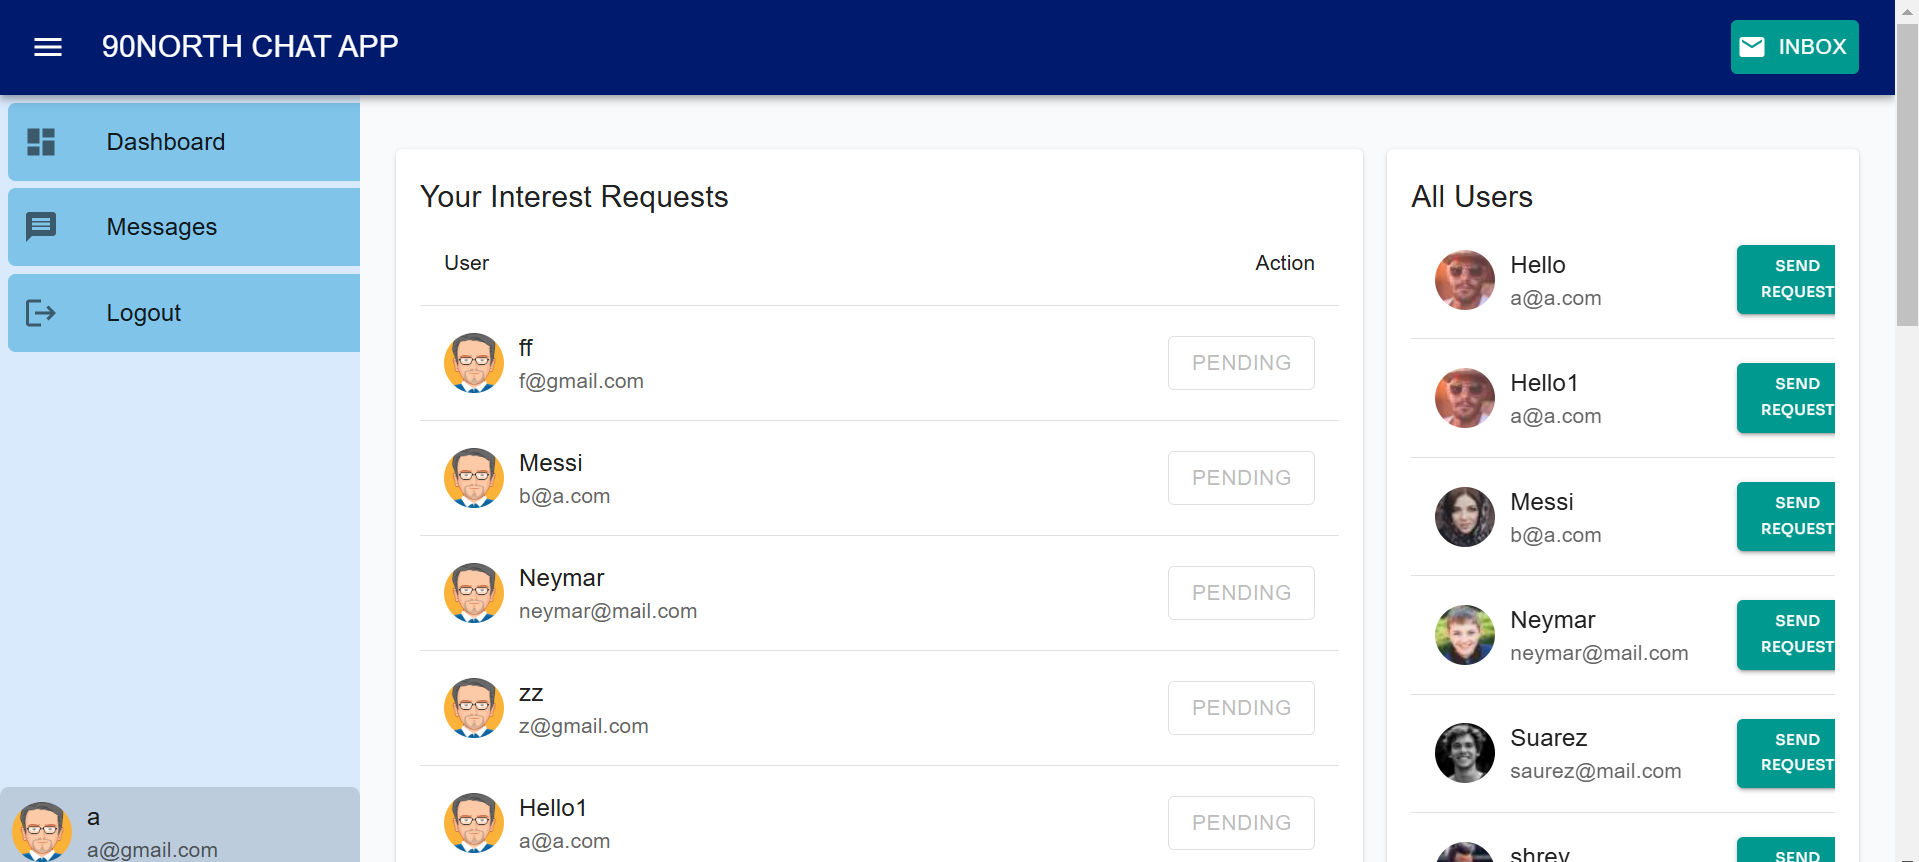 90NORTH CHAT APP
INBOX
Dashboard
Messages
Logout
a
a@gmail.com
Your Interest Requests
User Action
ff
f@gmail.com
PENDING
Messi
b@a.com
PENDING
Neymar
neymar@mail.com
PENDING
zz
z@gmail.com
PENDING
Hello1
a@a.com
PENDING
All Users
Hello
a@a.com
SEND
REQUEST
Hello1
a@a.com
SEND
REQUEST
Messi
b@a.com
SEND
REQUEST
Neymar
neymar@mail.com
SEND
REQUEST
Suarez
saurez@mail.com
SEND
REQUEST
shrey
SEND